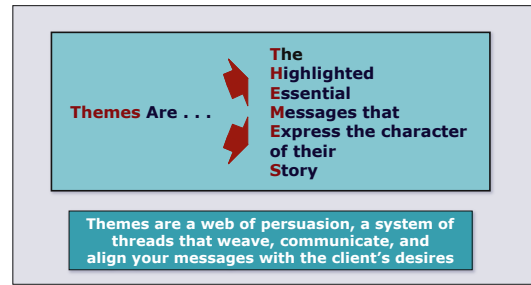 Themes Are . . .
The
Highlighted
Essential
Messages that
Express the character
of their
Story
Themes are a web of persuasion, a system of
threads that weave, communicate, and
align your messages with the client's desires